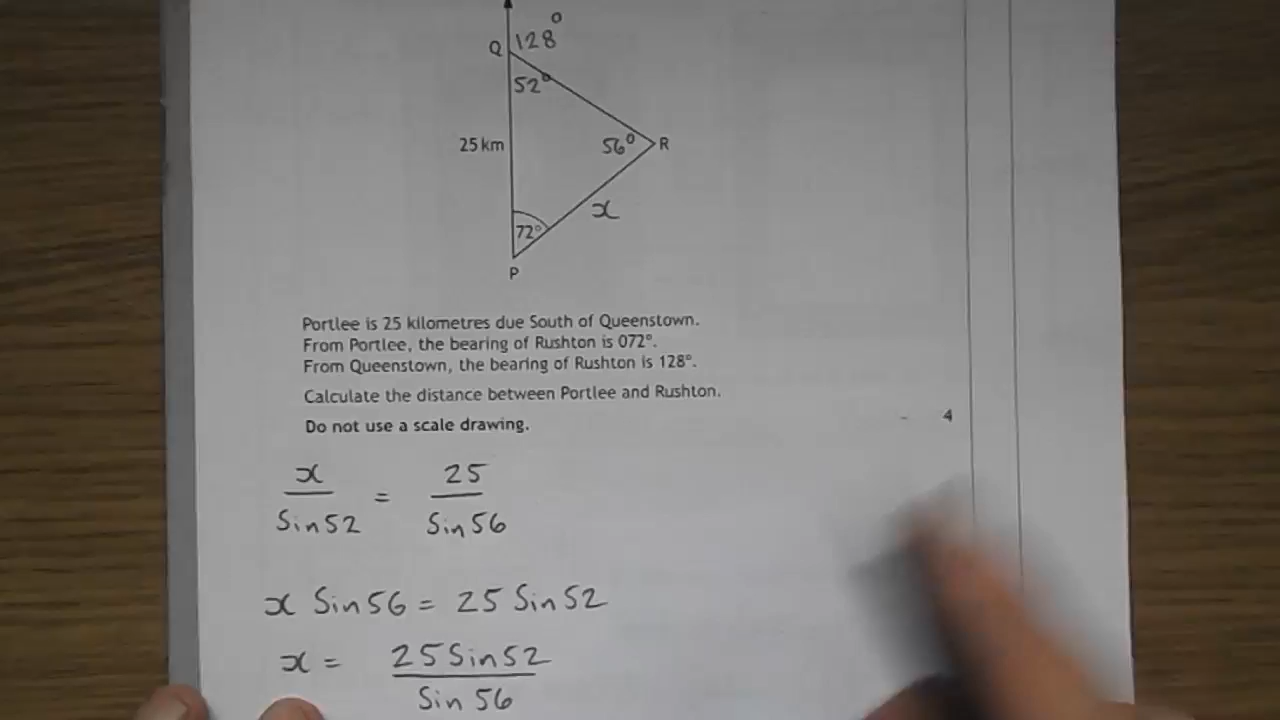 Q 128°
52°
25 km
56° R
x
72°
P
Portlee is 25 kilometres due South of Queenstown.
From Portlee, the bearing of Rushton is 072°.
From Queenstown, the bearing of Rushton is 128°.
Calculate the distance between Portlee and Rushton.
4
Do not use a scale drawing.
x = 25
Sin52 Sin56
x Sin56 = 25 Sin52
x = 25Sin52
Sin 56